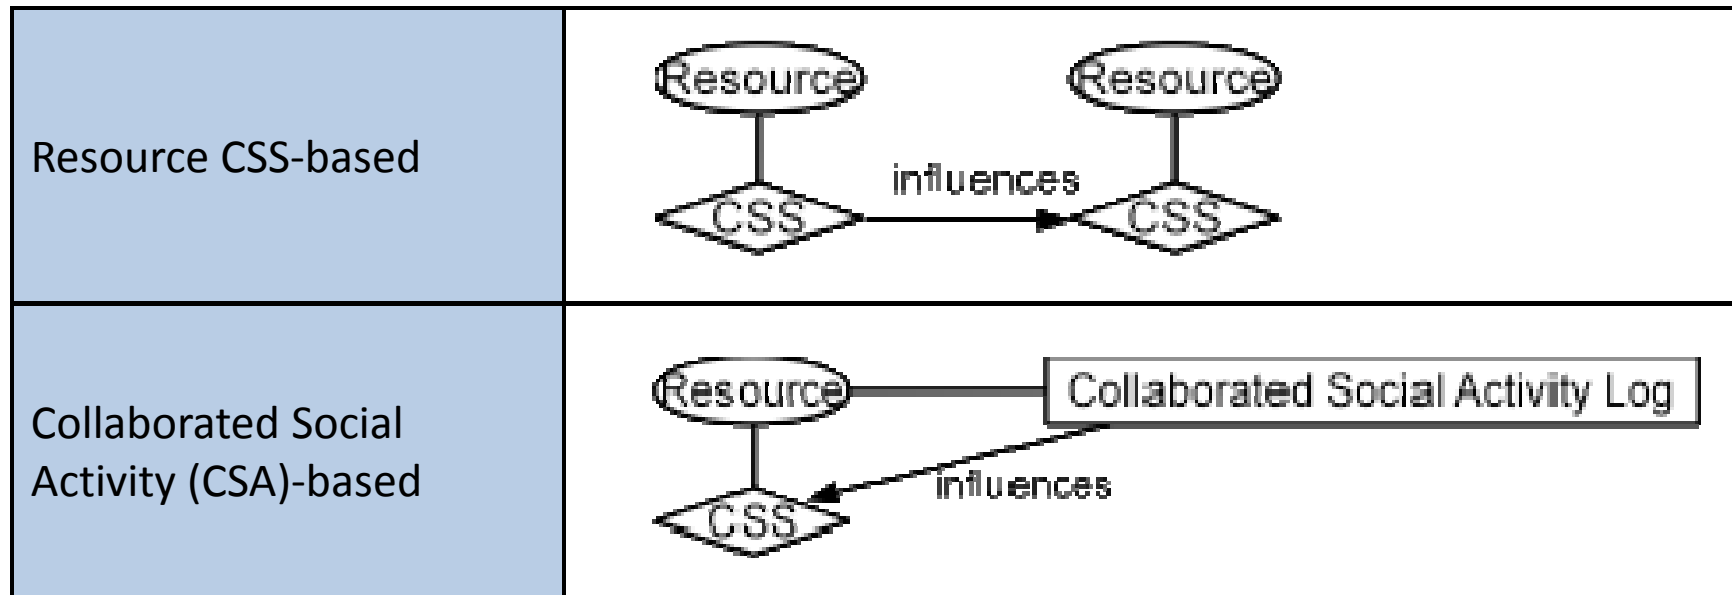 Resource CSS-based
Resource Resource
influences
CSS CSS
Collaborated Social
Activity (CSA)-based
Resource Collaborated Social Activity Log
influences
CSS